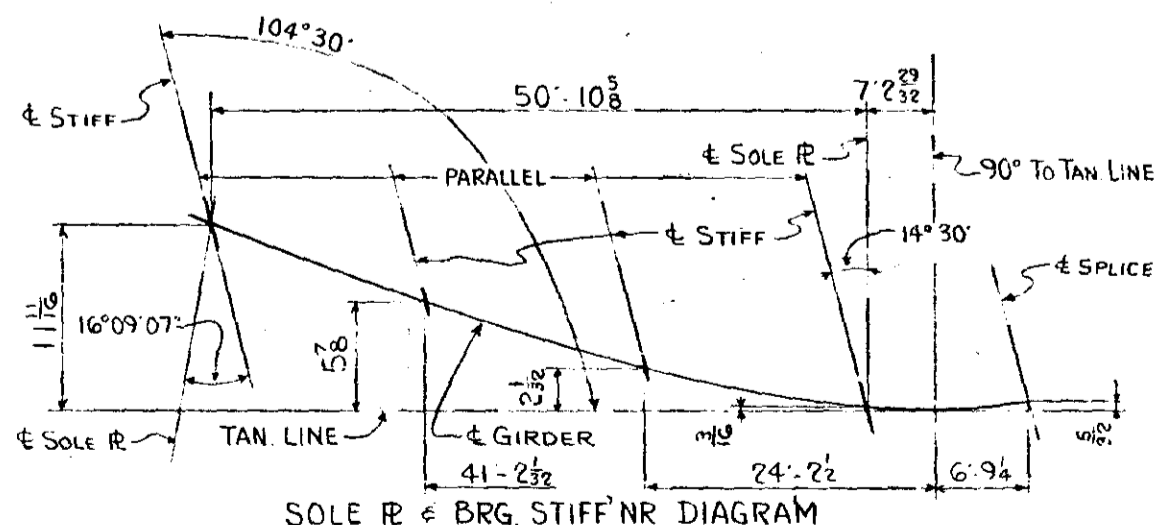 104°30'
50'-10 5/8
7'2 29/32
℄ STIFF
℄ SOLE ℞
90° TO TAN. LINE
PARALLEL
℄ STIFF
14°30'
℄ SPLICE
11 11/16
16°09'07"
5 7/8
2 1/32
3/16
5/32
℄ SOLE ℞
TAN. LINE
℄ GIRDER
41-2 1/32
24'-2 1/2
6'-9 1/4
SOLE ℞ & BRG. STIFF'NR DIAGRAM